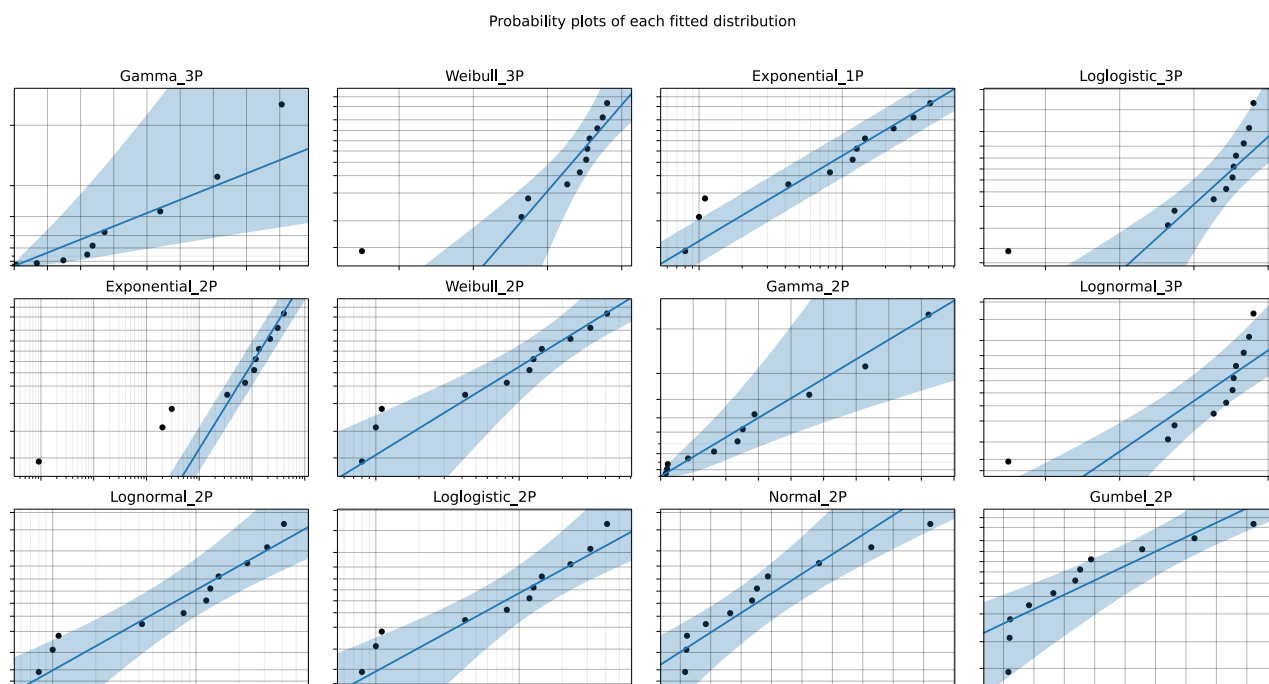 Probability plots of each fitted distribution
Gamma_3P
Weibull_3P
Exponential_1P
Loglogistic_3P
Exponential_2P
Weibull_2P
Gamma_2P
Lognormal_3P
Lognormal_2P
Loglogistic_2P
Normal_2P
Gumbel_2P